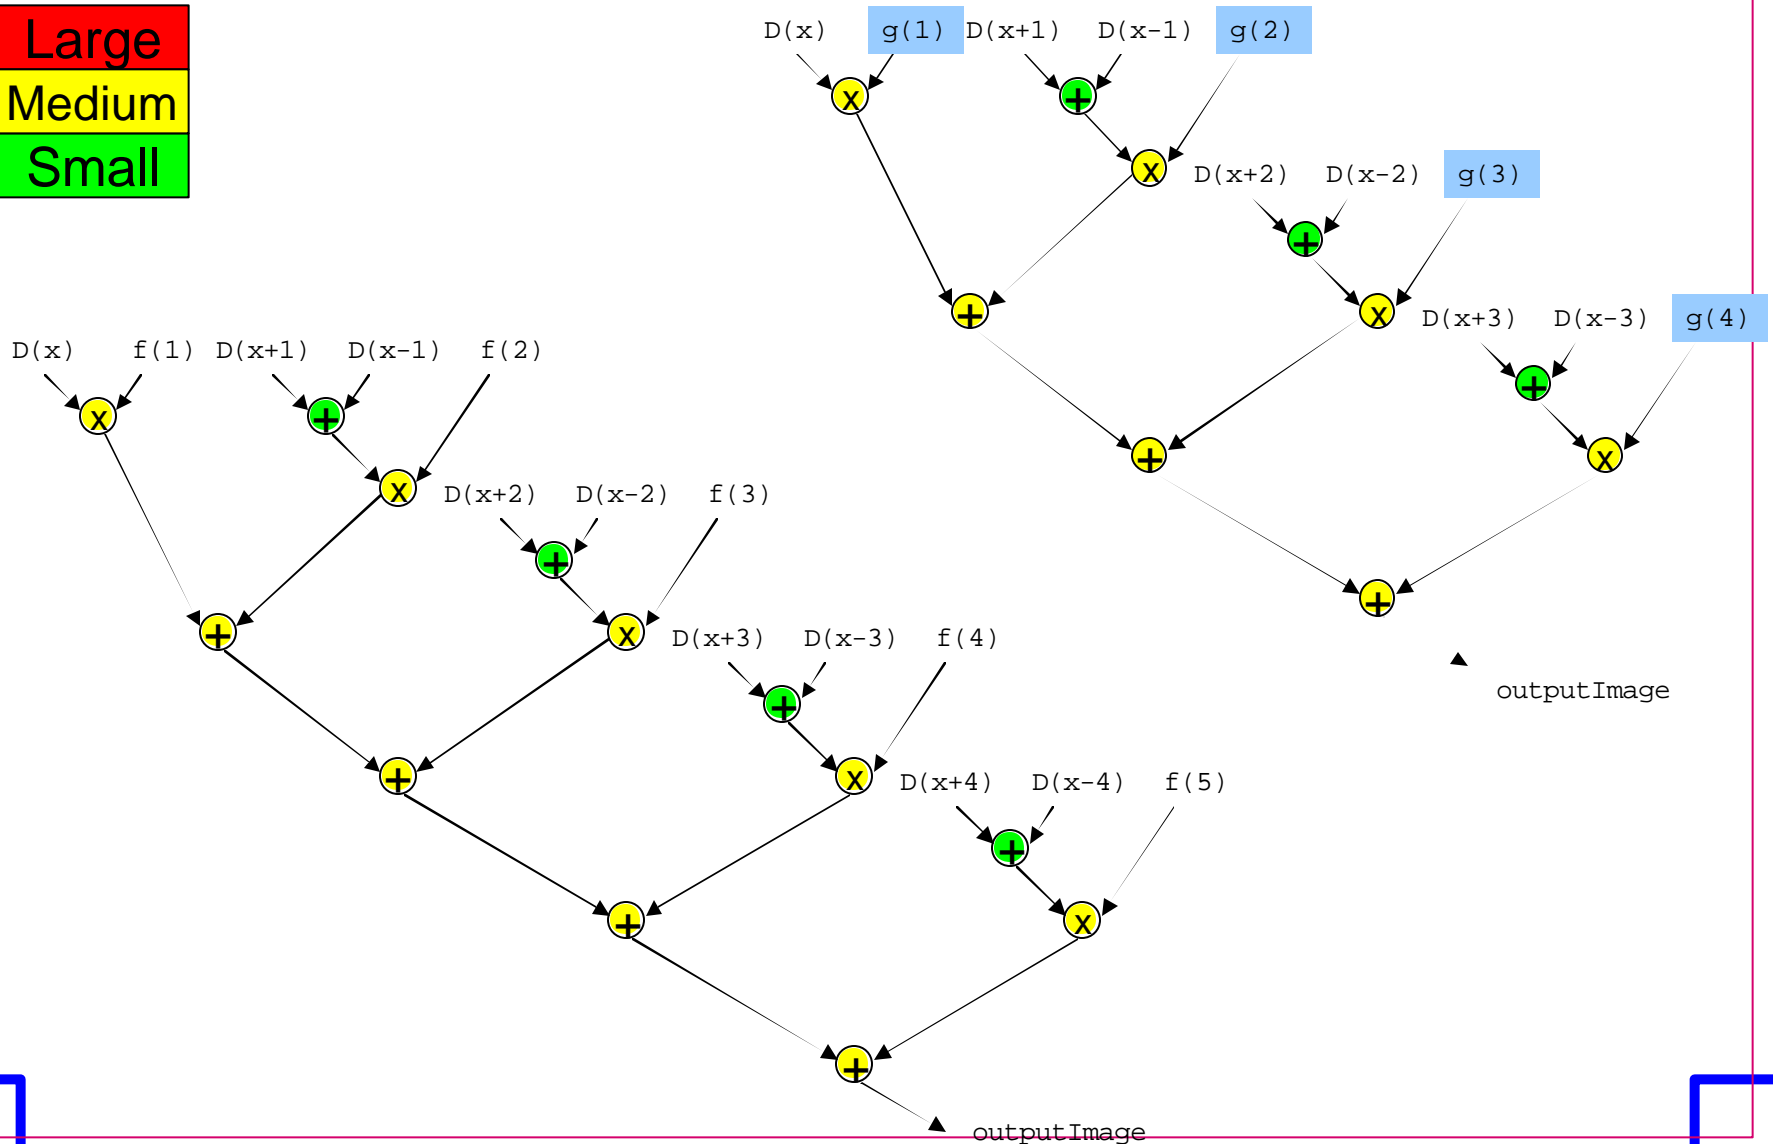 Large
Medium
Small
D(x) g(1) D(x+1) D(x-1) g(2)
x +
x
D(x+2) D(x-2) g(3)
+
+ x
D(x+3) D(x-3) g(4)
+
+ x
+
outputImage
D(x) f(1) D(x+1) D(x-1) f(2)
x +
x
D(x+2) D(x-2) f(3)
+
+ x
D(x+3) D(x-3) f(4)
+
+ x
D(x+4) D(x-4) f(5)
+
+ x
+
outputImage